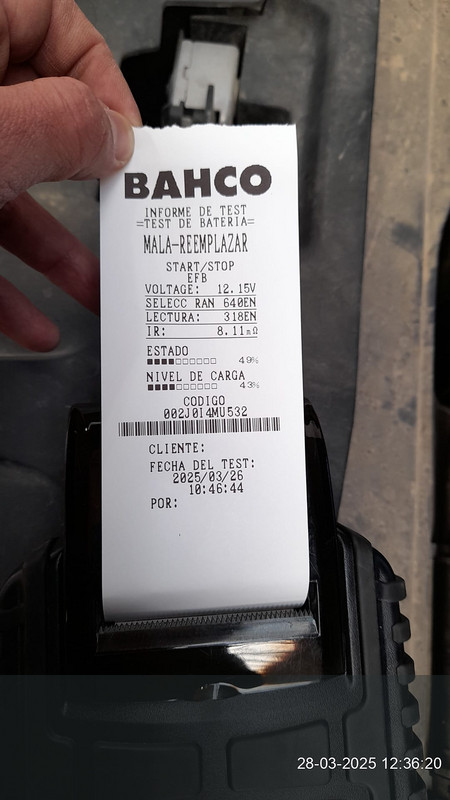 BAHCO
INFORME DE TEST
=TEST DE BATERIA=
MALA-REEMPLAZAR
START/STOP
EFB
VOLTAGE: 12.15V
SELECC RAN 640EN
LECTURA: 318EN
IR: 8.11mΩ
ESTADO
49%
NIVEL DE CARGA
43%
CODIGO
002J0I4MU532
CLIENTE:
FECHA DEL TEST:
2025/03/26
10:46:44
POR:
28-03-2025 12:36:20